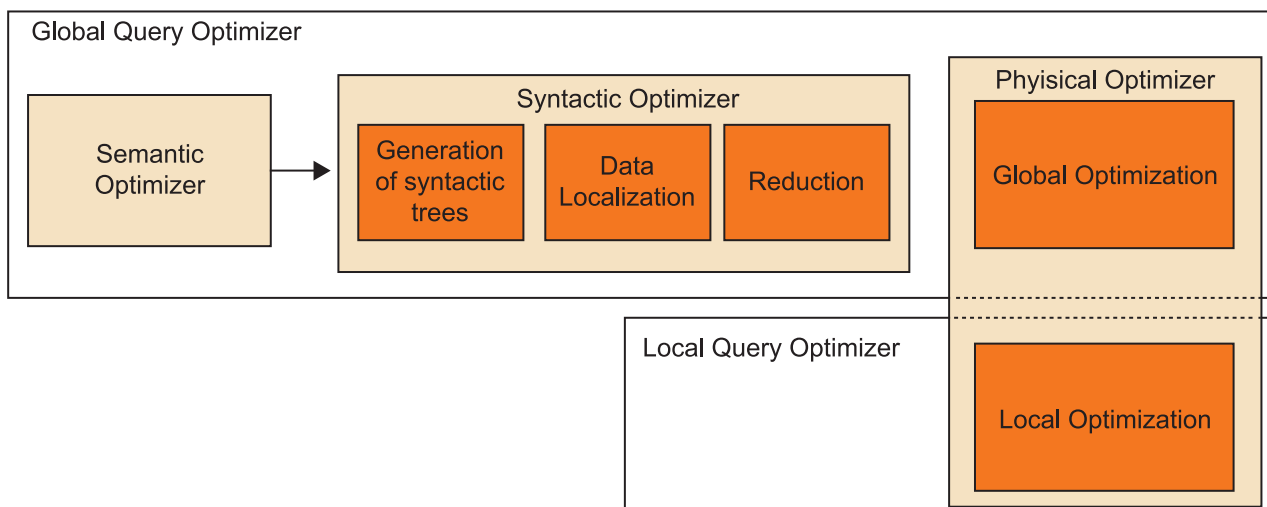 Global Query Optimizer
Semantic
Optimizer
Syntactic Optimizer
Generation
of syntactic
trees
Data
Localization
Reduction
Phyisical Optimizer
Global Optimization
Local Query Optimizer
Local Optimization